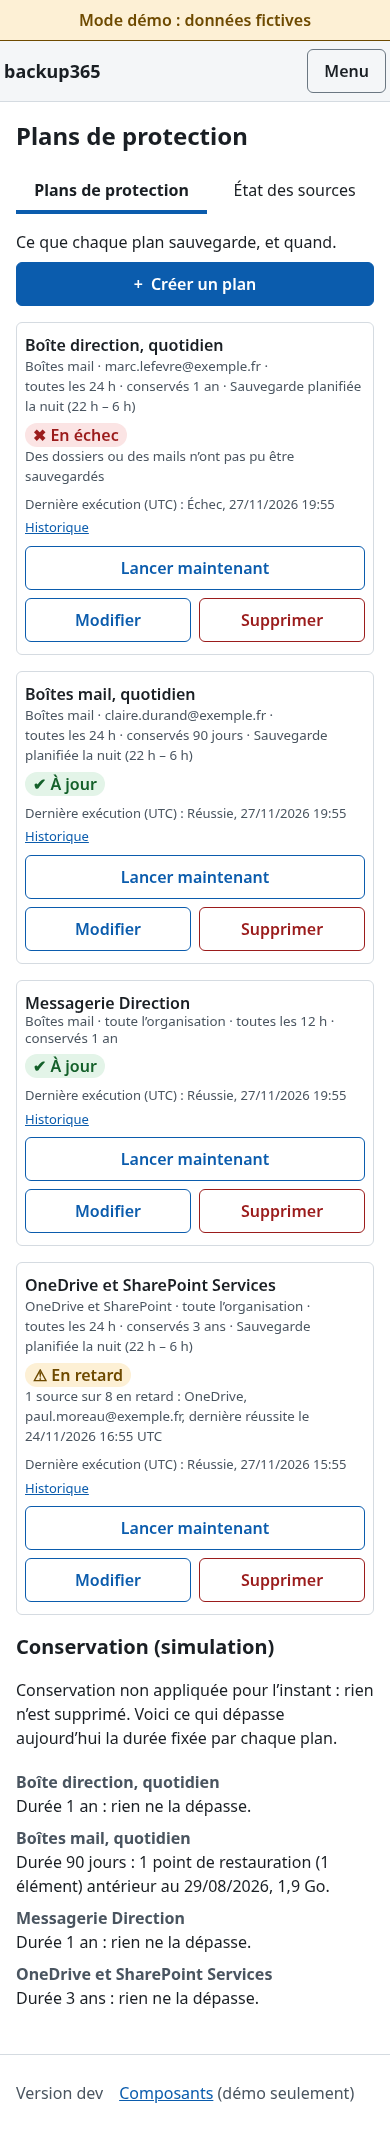 Mode démo : données fictives
backup365
Menu
Plans de protection
Plans de protection
État des sources
Ce que chaque plan sauvegarde, et quand.
+ Créer un plan
Boîte direction, quotidien
Boîtes mail · marc.lefevre@exemple.fr ·
toutes les 24 h · conservés 1 an · Sauvegarde planifiée
la nuit (22 h – 6 h)
✖ En échec
Des dossiers ou des mails n’ont pas pu être
sauvegardés
Dernière exécution (UTC) : Échec, 27/11/2026 19:55
Historique
Lancer maintenant
Modifier
Supprimer
Boîtes mail, quotidien
Boîtes mail · claire.durand@exemple.fr ·
toutes les 24 h · conservés 90 jours · Sauvegarde
planifiée la nuit (22 h – 6 h)
✔ À jour
Dernière exécution (UTC) : Réussie, 27/11/2026 19:55
Historique
Lancer maintenant
Modifier
Supprimer
Messagerie Direction
Boîtes mail · toute l’organisation · toutes les 12 h ·
conservés 1 an
✔ À jour
Dernière exécution (UTC) : Réussie, 27/11/2026 19:55
Historique
Lancer maintenant
Modifier
Supprimer
OneDrive et SharePoint Services
OneDrive et SharePoint · toute l’organisation ·
toutes les 24 h · conservés 3 ans · Sauvegarde
planifiée la nuit (22 h – 6 h)
⚠ En retard
1 source sur 8 en retard : OneDrive,
paul.moreau@exemple.fr, dernière réussite le
24/11/2026 16:55 UTC
Dernière exécution (UTC) : Réussie, 27/11/2026 15:55
Historique
Lancer maintenant
Modifier
Supprimer
Conservation (simulation)
Conservation non appliquée pour l’instant : rien
n’est supprimé. Voici ce qui dépasse
aujourd’hui la durée fixée par chaque plan.
Boîte direction, quotidien
Durée 1 an : rien ne la dépasse.
Boîtes mail, quotidien
Durée 90 jours : 1 point de restauration (1
élément) antérieur au 29/08/2026, 1,9 Go.
Messagerie Direction
Durée 1 an : rien ne la dépasse.
OneDrive et SharePoint Services
Durée 3 ans : rien ne la dépasse.
Version dev Composants (démo seulement)